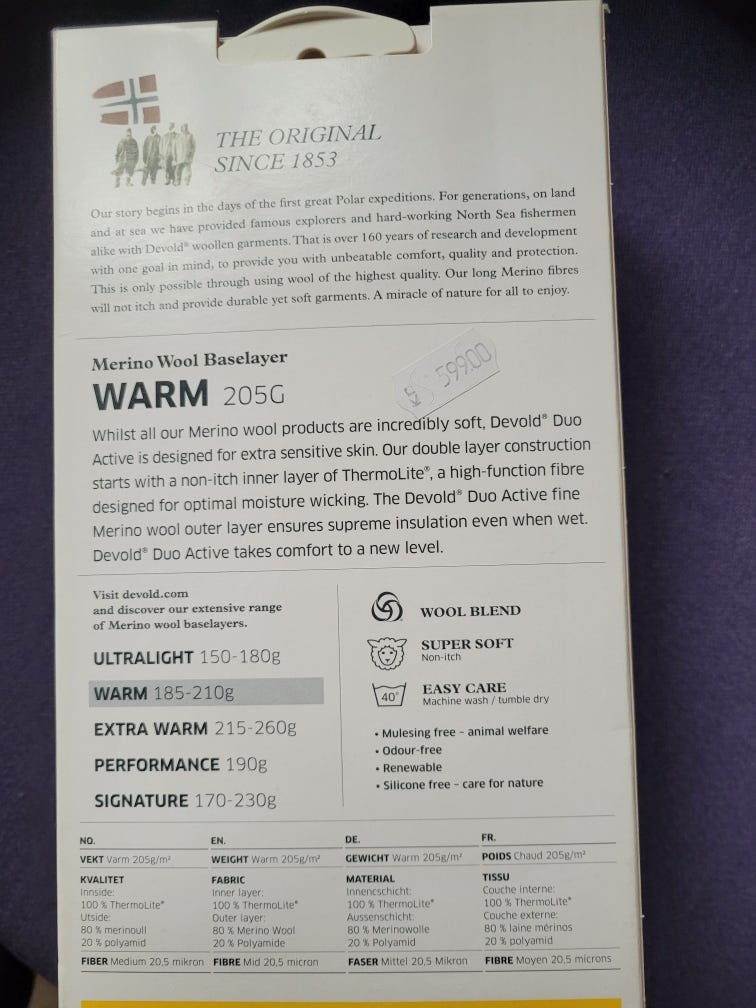 THE ORIGINAL
SINCE 1853
Our story begins in the days of the first great Polar expeditions. For generations, on land
and at sea we have provided famous explorers and hard-working North Sea fishermen
alike with Devold® woollen garments. That is over 160 years of research and development
with one goal in mind, to provide you with unbeatable comfort, quality and protection.
This is only possible through using wool of the highest quality. Our long Merino fibres
will not itch and provide durable yet soft garments. A miracle of nature for all to enjoy.
Merino Wool Baselayer
WARM 205G
599.00
Whilst all our Merino wool products are incredibly soft, Devold® Duo
Active is designed for extra sensitive skin. Our double layer construction
starts with a non-itch inner layer of ThermoLite®, a high-function fibre
designed for optimal moisture wicking. The Devold® Duo Active fine
Merino wool outer layer ensures supreme insulation even when wet.
Devold® Duo Active takes comfort to a new level.
Visit devold.com
and discover our extensive range
of Merino wool baselayers.
ULTRALIGHT 150-180g
WARM 185-210g
EXTRA WARM 215-260g
PERFORMANCE 190g
SIGNATURE 170-230g
WOOL BLEND
SUPER SOFT
Non-itch
40°
EASY CARE
Machine wash / tumble dry
• Mulesing free - animal welfare
• Odour-free
• Renewable
• Silicone free - care for nature
NO.
VEKT Varm 205g/m²
KVALITET
Innside:
100 % ThermoLite®
Utside:
80 % merinoull
20 % polyamid
FIBER Medium 20,5 mikron
EN.
WEIGHT Warm 205g/m²
FABRIC
Inner layer:
100 % ThermoLite®
Outer layer:
80 % Merino Wool
20 % Polyamide
FIBRE Mid 20,5 micron
DE.
GEWICHT Warm 205g/m²
MATERIAL
Innenschicht:
100 % ThermoLite®
Aussenschicht:
80 % Merinowolle
20 % Polyamid
FASER Mittel 20,5 Mikron
FR.
POIDS Chaud 205g/m²
TISSU
Couche interne:
100 % ThermoLite®
Couche externe:
80 % laine mérinos
20 % polyamid
FIBRE Moyen 20,5 microns